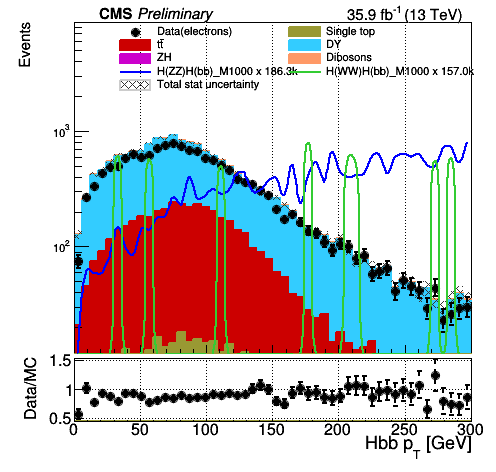 CMS Preliminary 35.9 fb⁻¹ (13 TeV)
Data(electrons) Single top
tt̄ DY
ZH Dibosons
H(ZZ)H(bb)_M1000 x 186.3k H(WW)H(bb)_M1000 x 157.0k
Total stat uncertainty
Events
10³
10²
Data/MC
1.5
1
0.5
0 50 100 150 200 250 300
Hbb p_T [GeV]